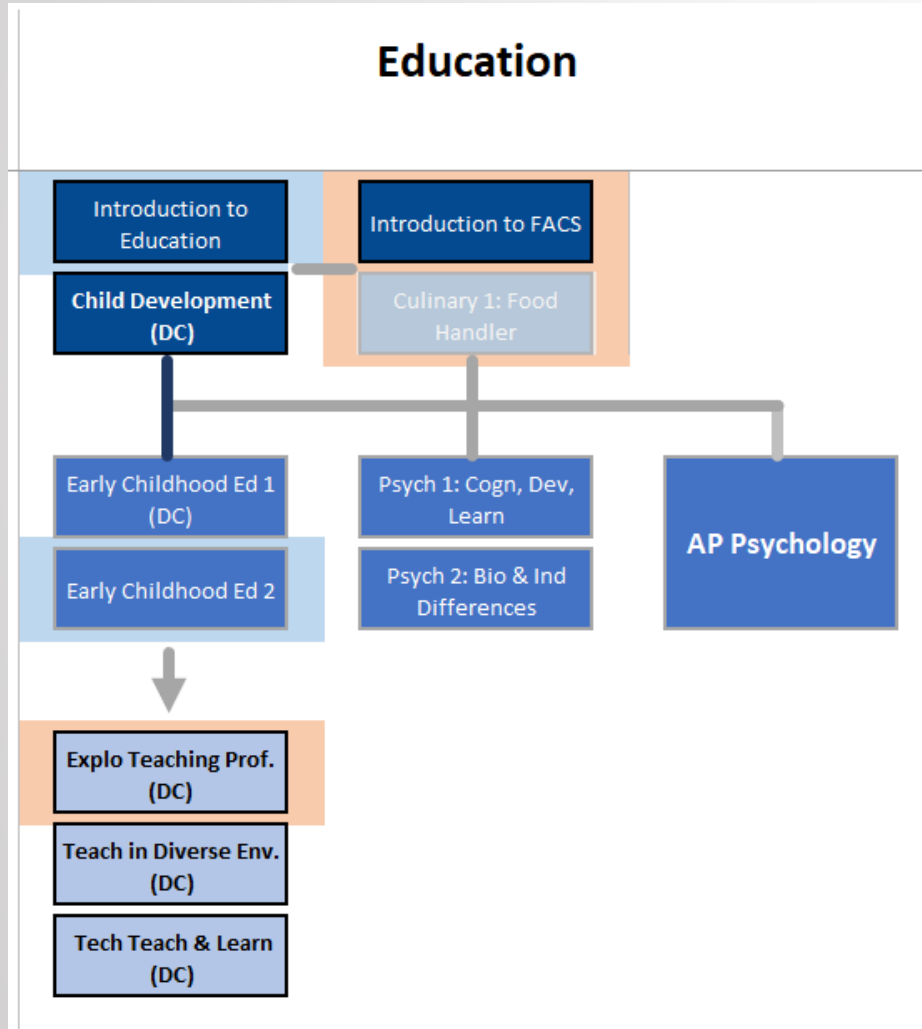 Education
Introduction to
Education
Introduction to FACS
Child Development
(DC)
Culinary 1: Food
Handler
Early Childhood Ed 1
(DC)
Psych 1: Cogn, Dev,
Learn
AP Psychology
Early Childhood Ed 2
Psych 2: Bio & Ind
Differences
Explo Teaching Prof.
(DC)
Teach in Diverse Env.
(DC)
Tech Teach & Learn
(DC)